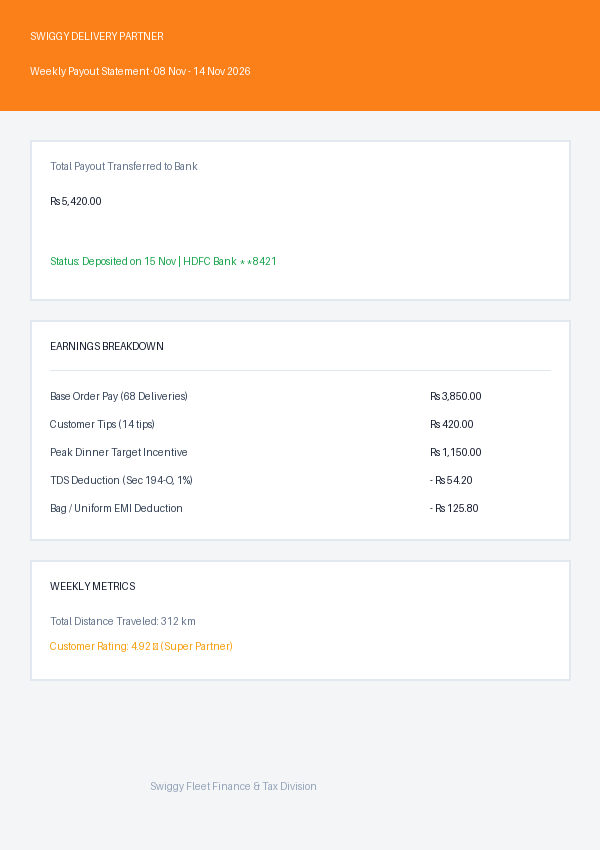 SWIGGY DELIVERY PARTNER
Weekly Payout Statement · 08 Nov - 14 Nov 2026
Total Payout Transferred to Bank
Rs 5,420.00
Status: Deposited on 15 Nov | HDFC Bank **8421
EARNINGS BREAKDOWN
Base Order Pay (68 Deliveries) Rs 3,850.00
Customer Tips (14 tips) Rs 420.00
Peak Dinner Target Incentive Rs 1,150.00
TDS Deduction (Sec 194-O, 1%) - Rs 54.20
Bag / Uniform EMI Deduction - Rs 125.80
WEEKLY METRICS
Total Distance Traveled: 312 km
Customer Rating: 4.92 (Super Partner)
Swiggy Fleet Finance & Tax Division